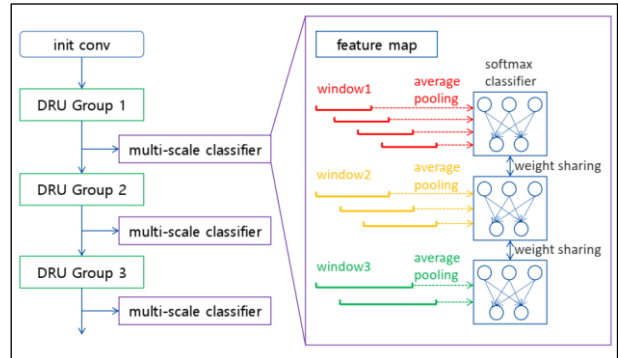 init conv
DRU Group 1
multi-scale classifier
DRU Group 2
multi-scale classifier
DRU Group 3
multi-scale classifier
feature map
softmax
classifier
window1
average
pooling
weight sharing
window2
average
pooling
weight sharing
window3
average
pooling